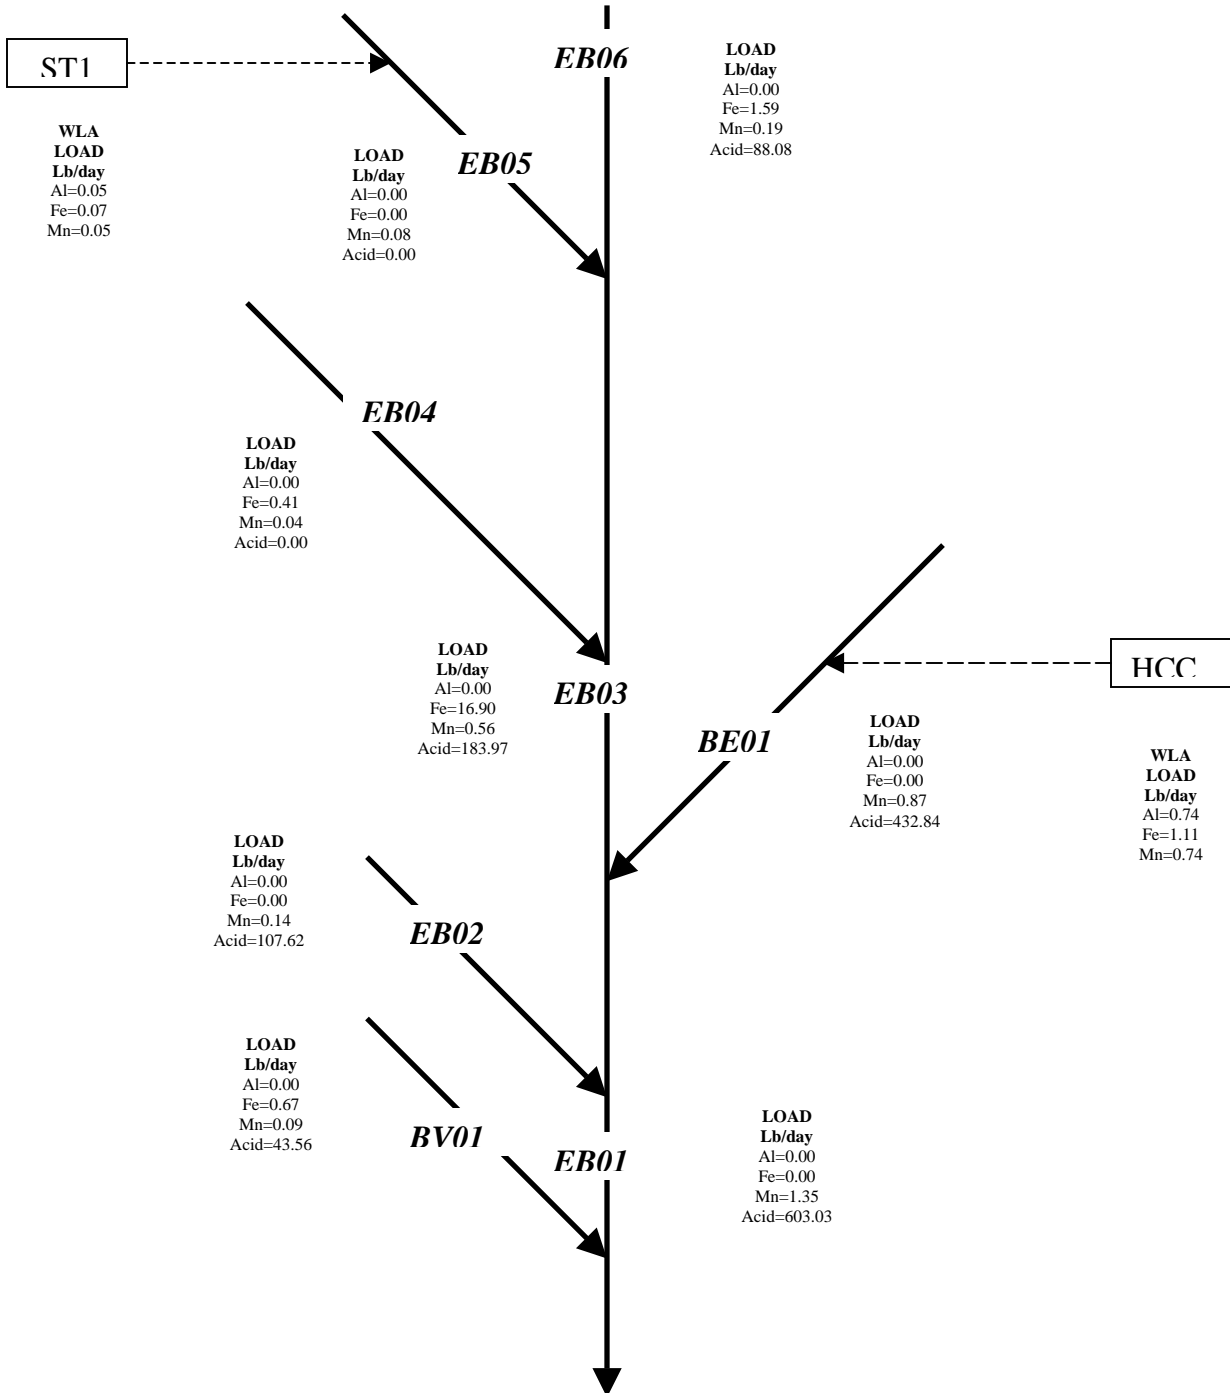 EB06
LOAD
Lb/day
Al=0.00
Fe=1.59
Mn=0.19
Acid=88.08
ST1
WLA
LOAD
Lb/day
Al=0.05
Fe=0.07
Mn=0.05
EB05
LOAD
Lb/day
Al=0.00
Fe=0.00
Mn=0.08
Acid=0.00
EB04
LOAD
Lb/day
Al=0.00
Fe=0.41
Mn=0.04
Acid=0.00
LOAD
Lb/day
Al=0.00
Fe=16.90
Mn=0.56
Acid=183.97
EB03
BE01
LOAD
Lb/day
Al=0.00
Fe=0.00
Mn=0.87
Acid=432.84
HCC
WLA
LOAD
Lb/day
Al=0.74
Fe=1.11
Mn=0.74
LOAD
Lb/day
Al=0.00
Fe=0.00
Mn=0.14
Acid=107.62
EB02
LOAD
Lb/day
Al=0.00
Fe=0.67
Mn=0.09
Acid=43.56
BV01
EB01
LOAD
Lb/day
Al=0.00
Fe=0.00
Mn=1.35
Acid=603.03